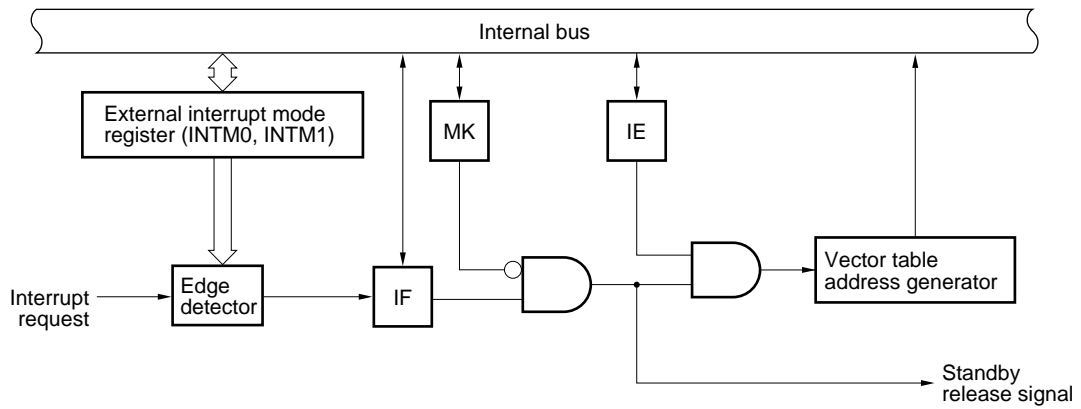 Internal bus
External interrupt mode
register (INTM0, INTM1)
MK
IE
Interrupt
request
Edge
detector
IF
Vector table
address generator
Standby
release signal